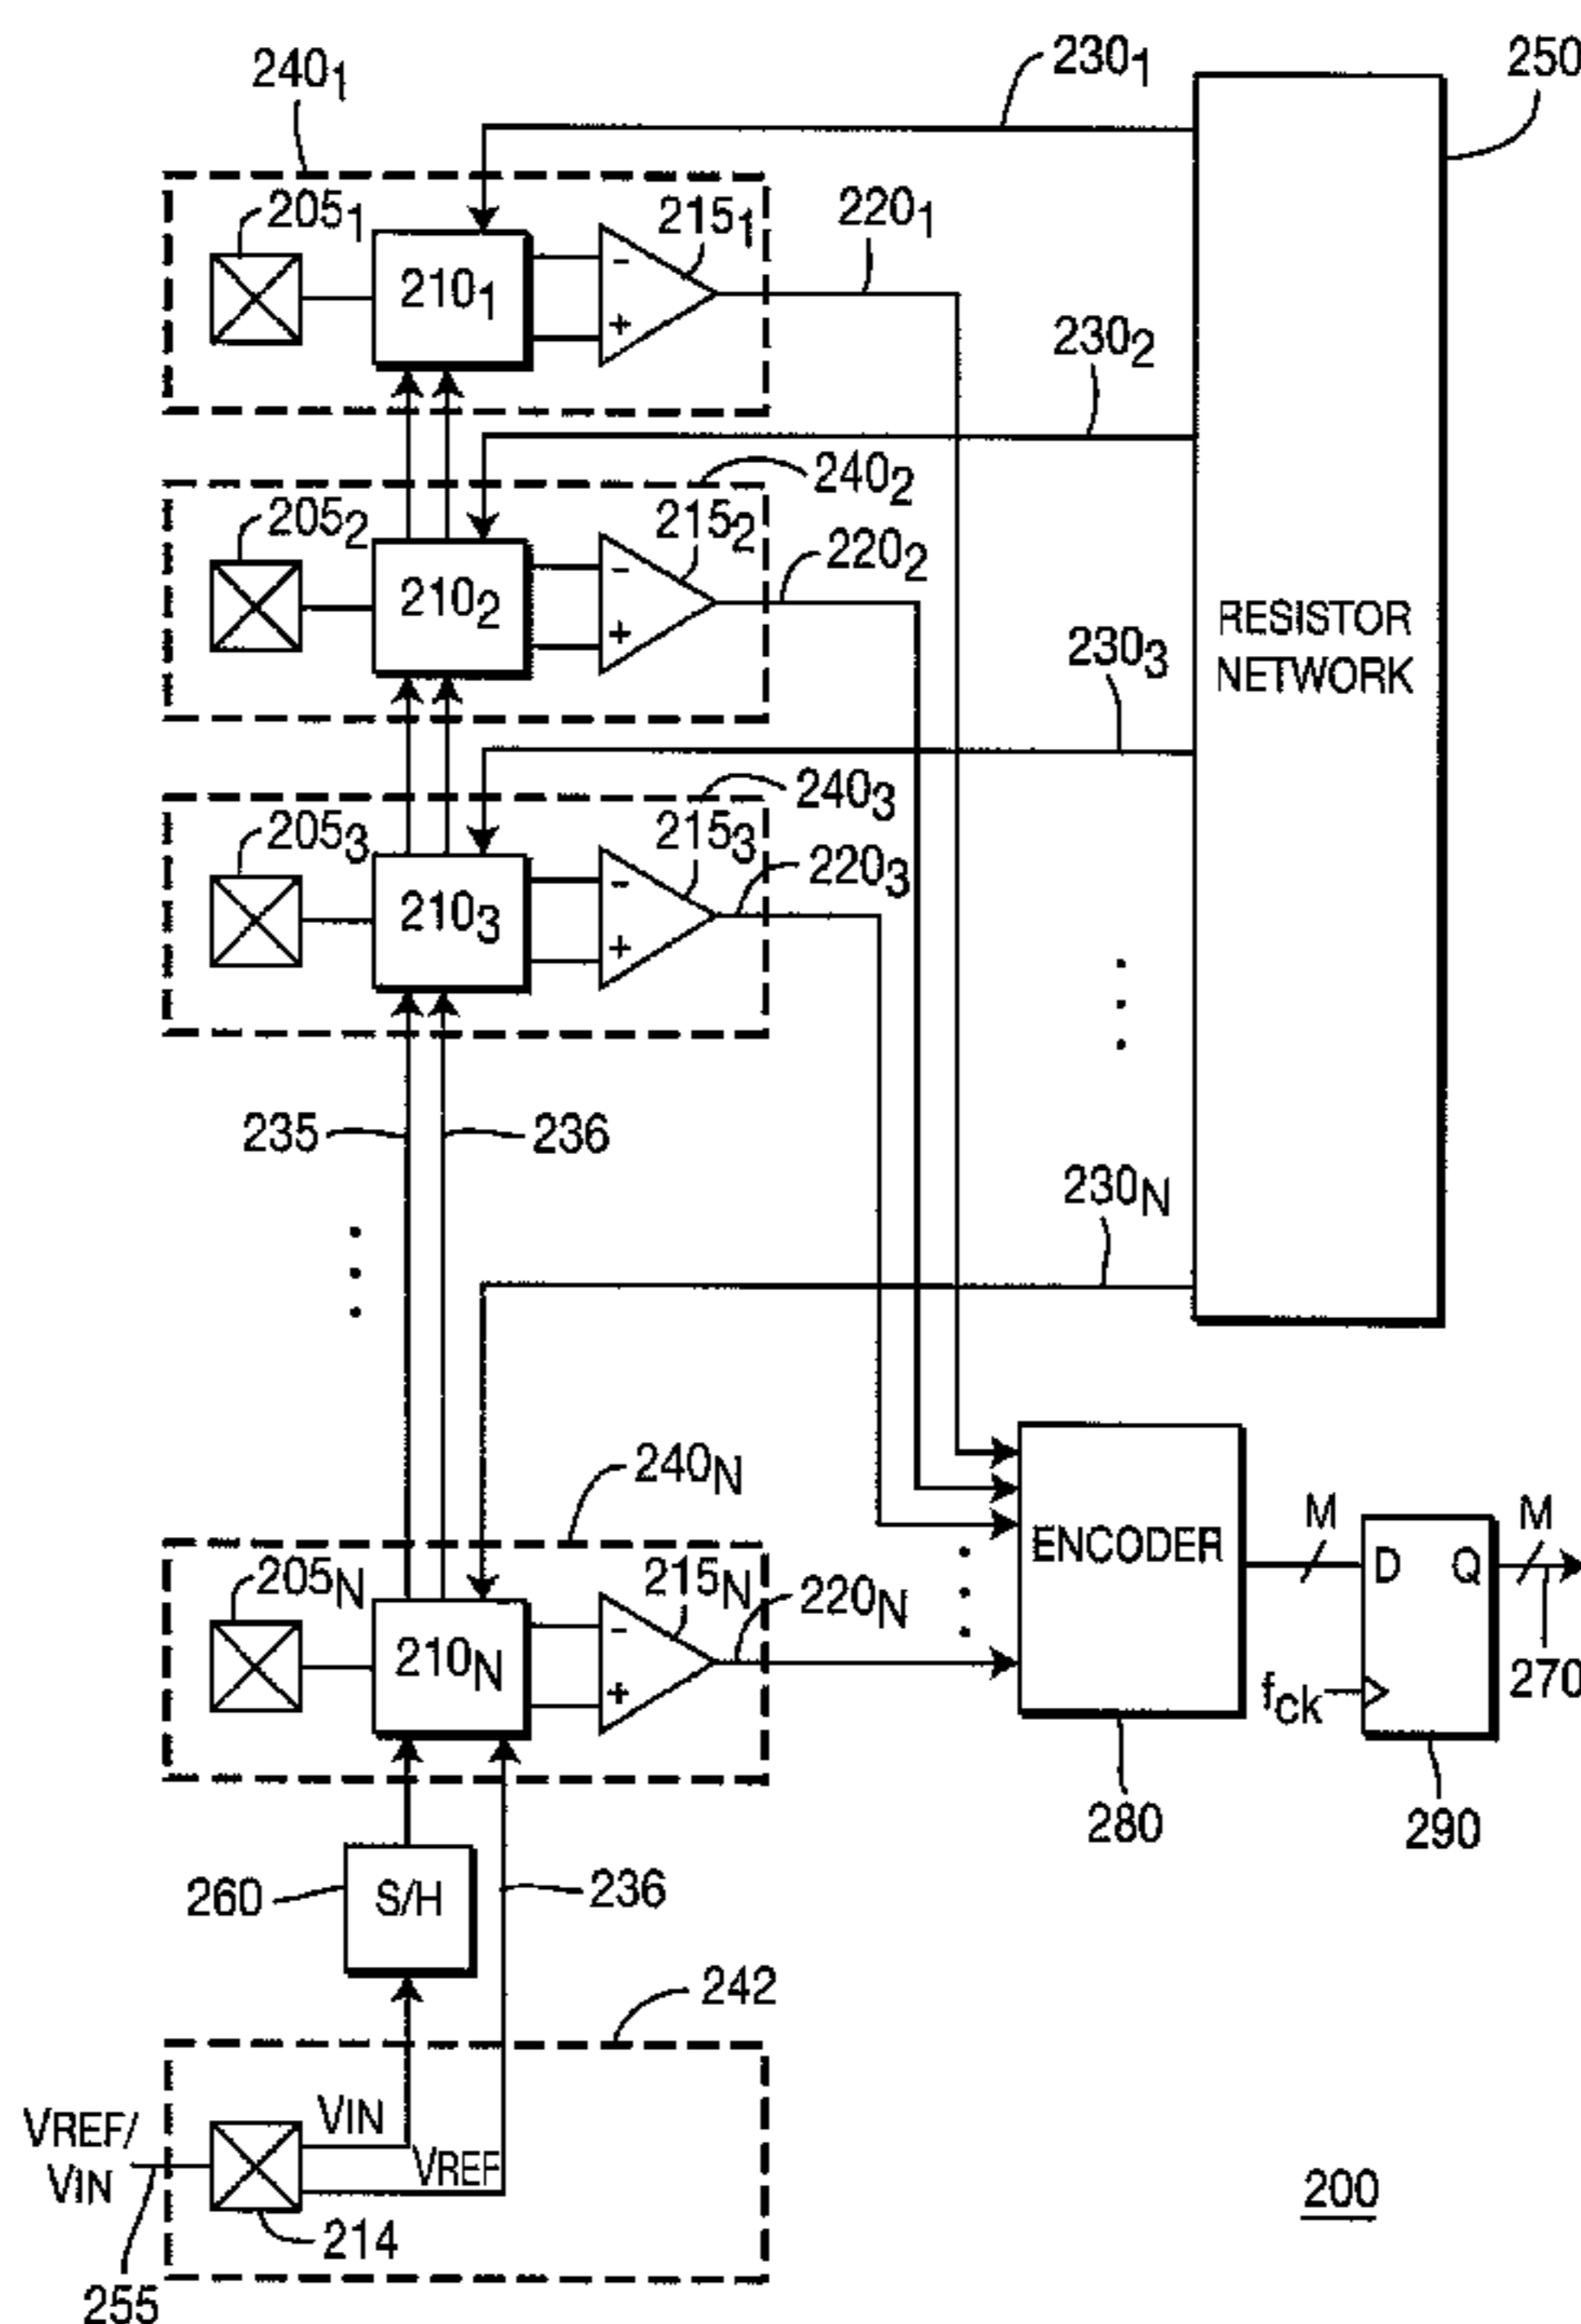 230₁
250
240₁
205₁
215₁
220₁
210₁
-
+
230₂
240₂
205₂
215₂
220₂
210₂
-
+
RESISTOR
NETWORK
230₃
240₃
205₃
215₃
220₃
210₃
-
+
235
236
230N
240N
205N
215N
220N
210N
-
+
ENCODER
M
M
D
Q
fck
270
280
290
260
S/H
236
242
VREF/
VIN
VIN
VREF
214
255
200